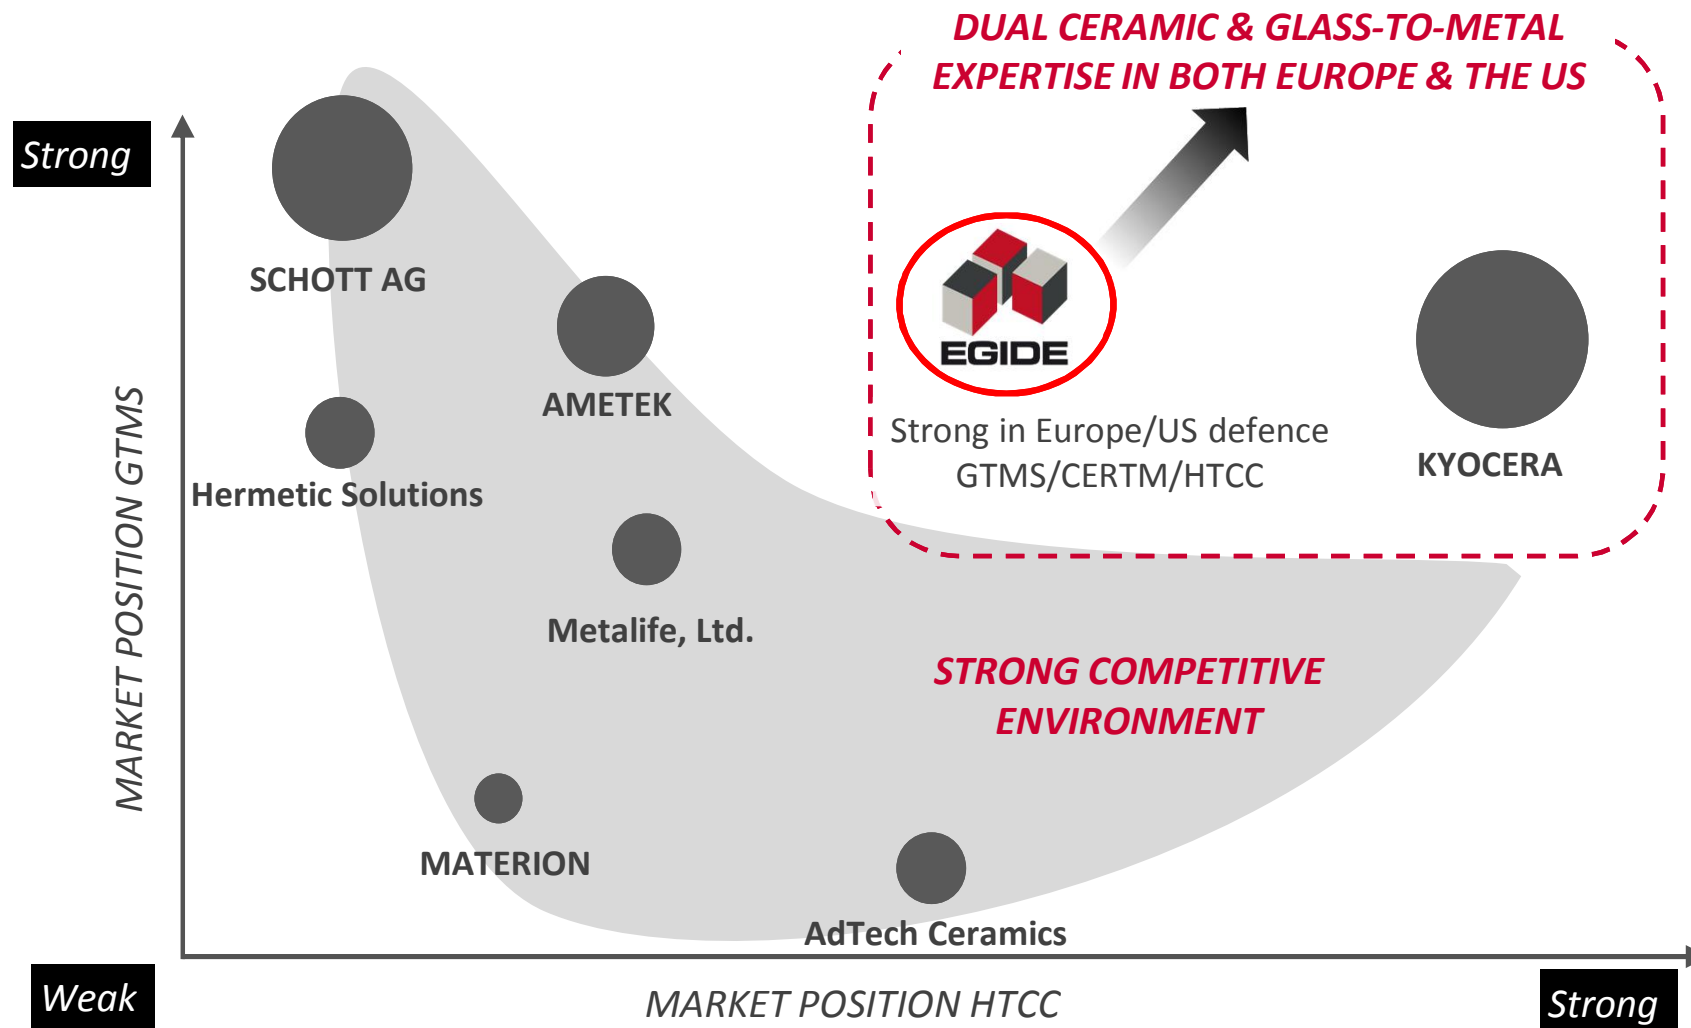 DUAL CERAMIC & GLASS-TO-METAL
EXPERTISE IN BOTH EUROPE & THE US
Strong
SCHOTT AG
EGIDE
AMETEK
Strong in Europe/US defence
GTMS/CERTM/HTCC
KYOCERA
Hermetic Solutions
MARKET POSITION GTMS
Metalife, Ltd.
STRONG COMPETITIVE
ENVIRONMENT
MATERION
AdTech Ceramics
Weak
MARKET POSITION HTCC
Strong